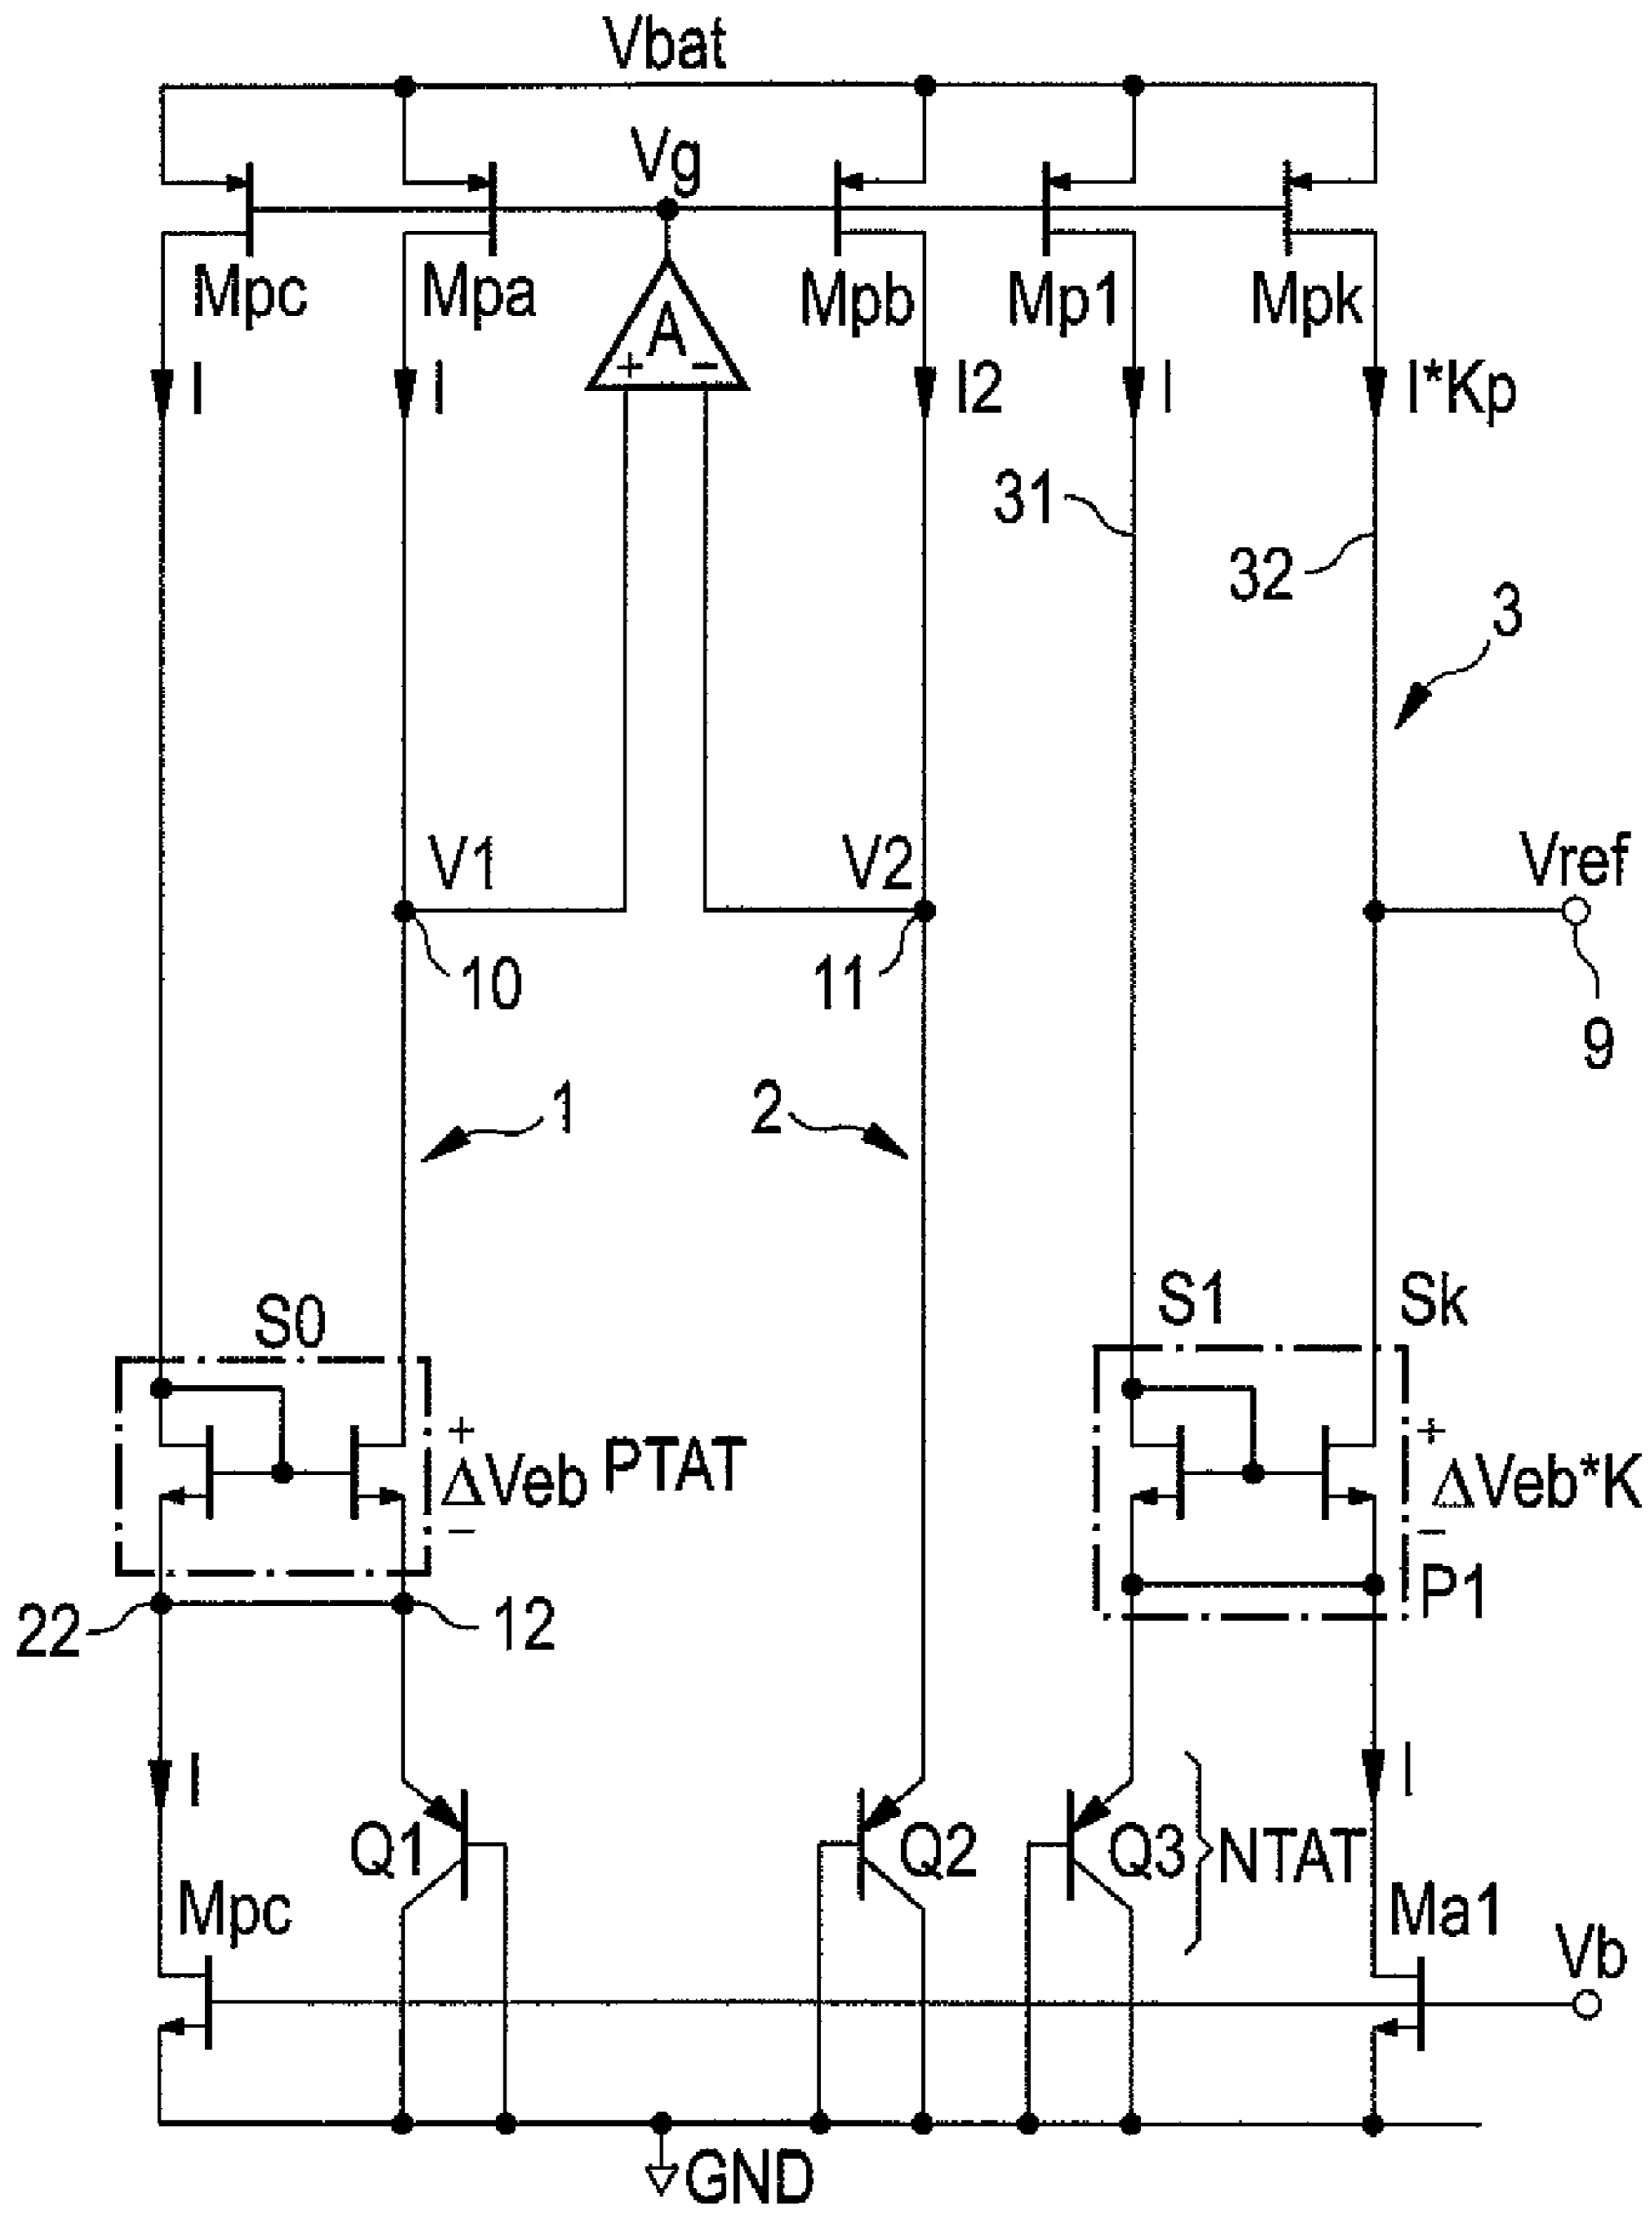 Vbat
Vg
Mpc Mpa A Mpb Mp1 Mpk
+ −
I I I2 I I*Kp
31
32
3
V1 V2 Vref
10 11
9
1 2
S0 S1 Sk
+ +
ΔVeb PTAT ΔVeb*K
− −
P1
22 12
I I
Q1 Q2 Q3 NTAT
Mpc Ma1
Vb
GND